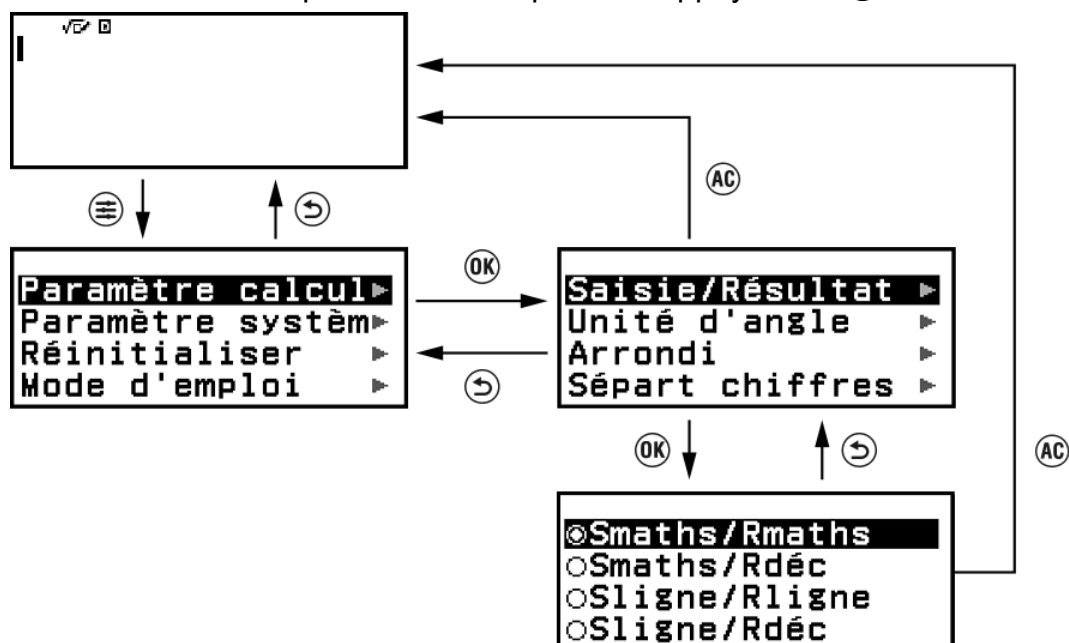 √ D
AC
OK
Paramètre calcul
Paramètre systèm
Réinitialiser
Mode d'emploi
Saisie/Résultat
Unité d'angle
Arrondi
Sépart chiffres
OK
AC
Smaths/Rmaths
Smaths/Rdéc
Sligne/Rligne
Sligne/Rdéc